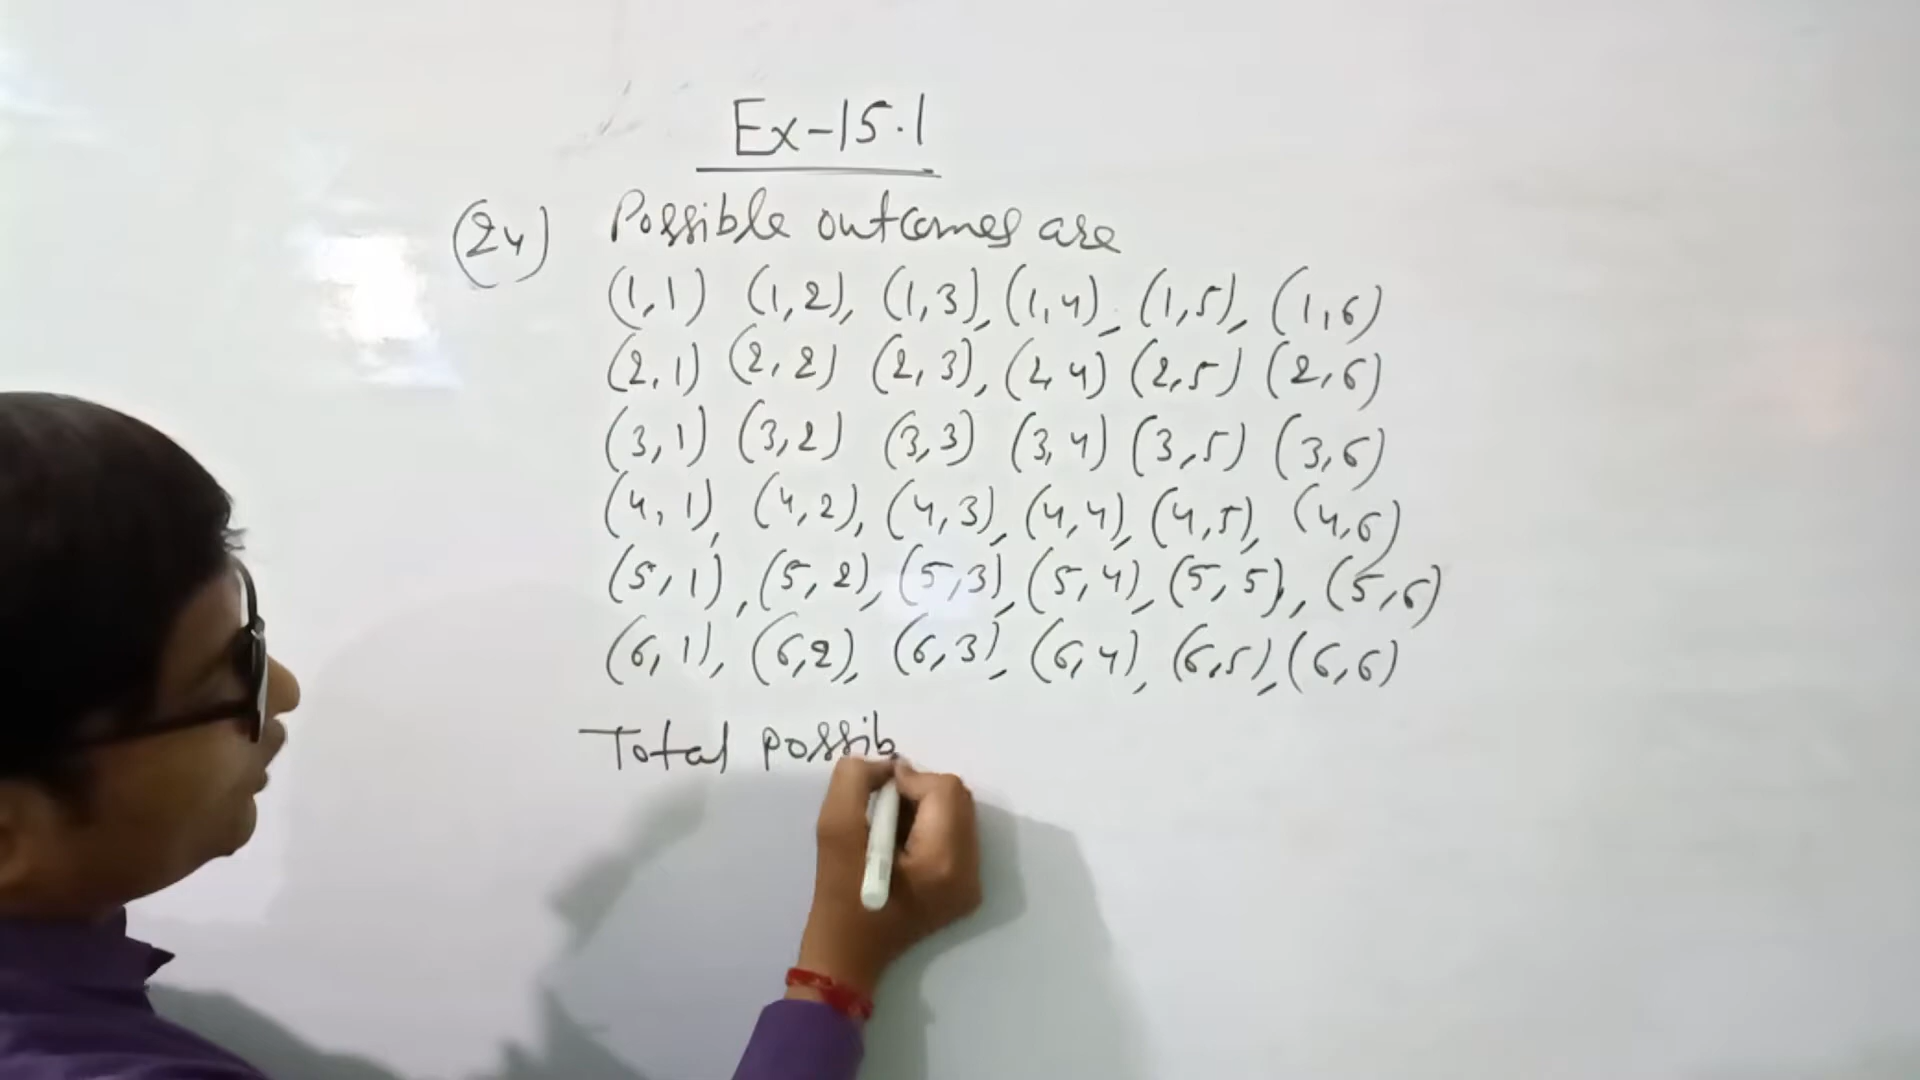 Ex-15.1
(24) Possible outcomes are
(1,1) (1,2), (1,3), (1,4), (1,5), (1,6)
(2,1) (2,2) (2,3), (2,4) (2,5) (2,6)
(3,1) (3,2) (3,3) (3,4) (3,5) (3,6)
(4,1), (4,2), (4,3), (4,4), (4,5), (4,6)
(5,1), (5,2), (5,3), (5,4), (5,5), (5,6)
(6,1), (6,2), (6,3), (6,4), (6,5), (6,6)
Total possib